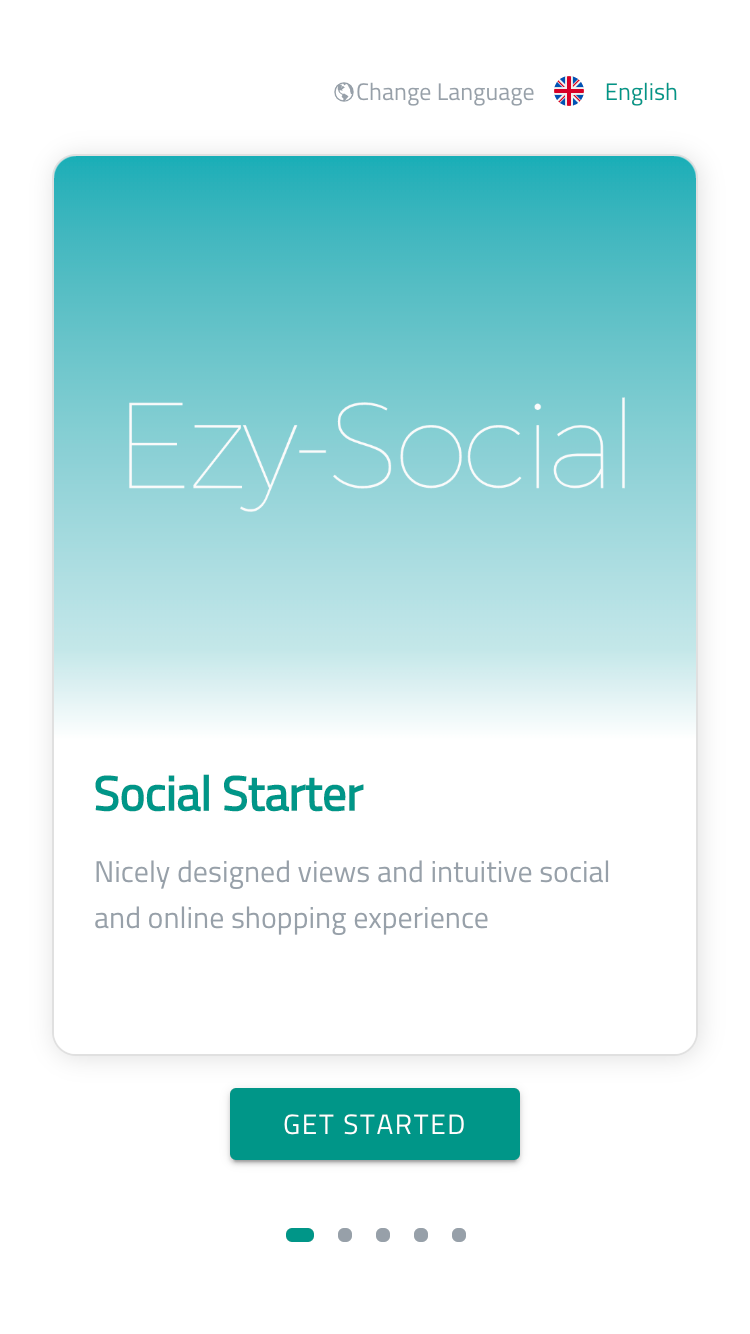 Change Language English
Ezy-Social
Social Starter
Nicely designed views and intuitive social
and online shopping experience
GET STARTED